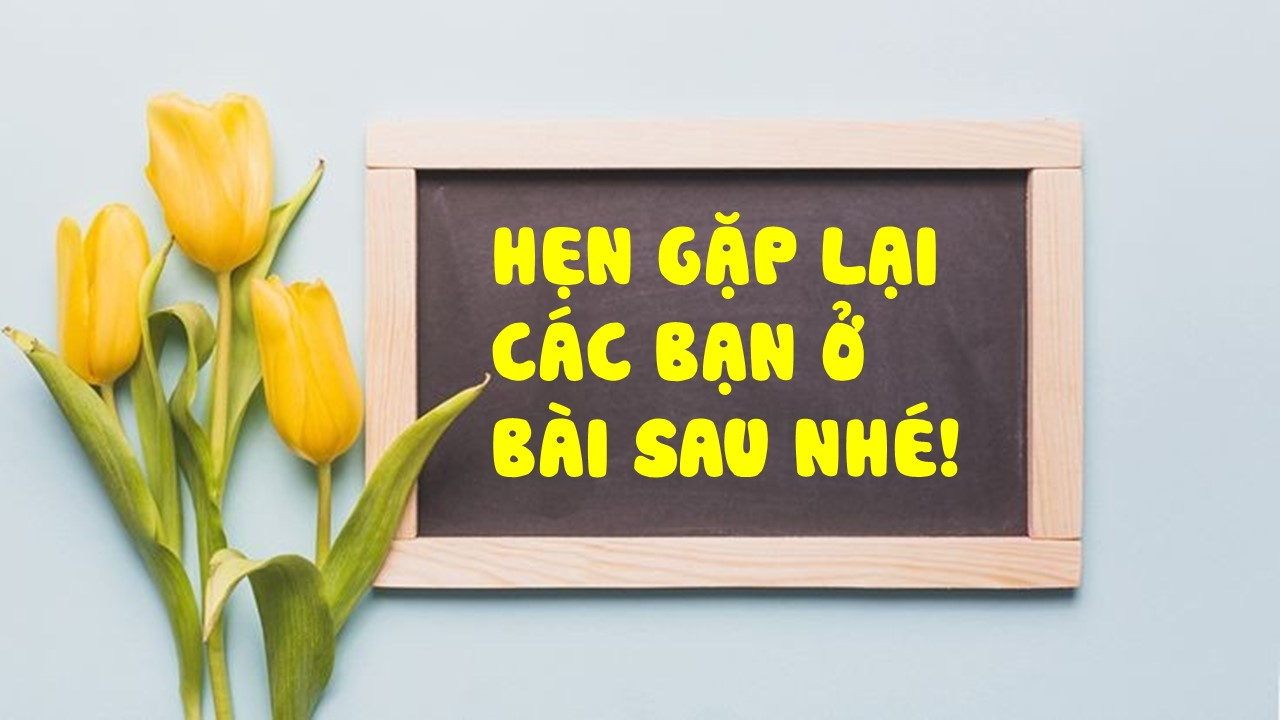 HẸN GẶP LẠI
CÁC BẠN Ở
BÀI SAU NHÉ!